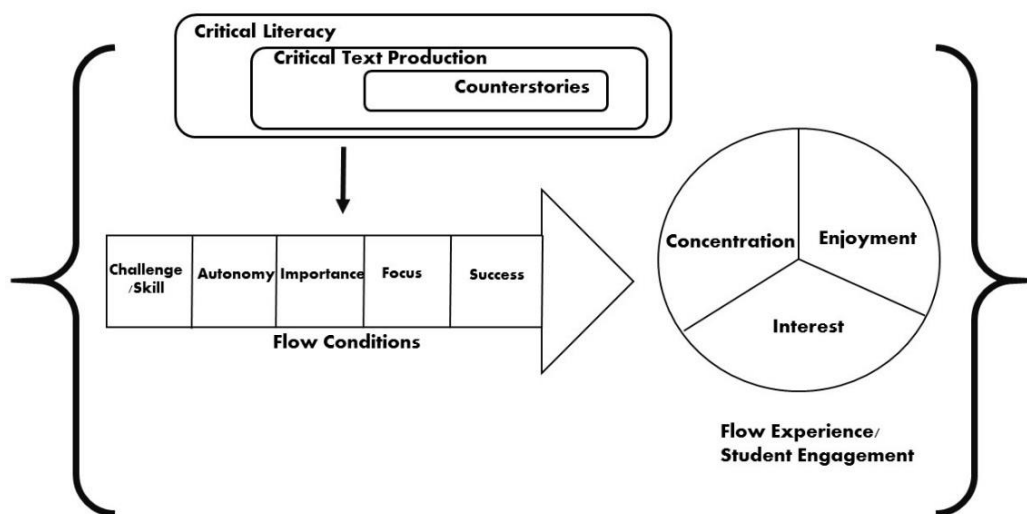 Critical Literacy
Critical Text Production
Counterstories
Challenge
/Skill
Autonomy
Importance
Focus
Success
Flow Conditions
Concentration
Enjoyment
Interest
Flow Experience/
Student Engagement